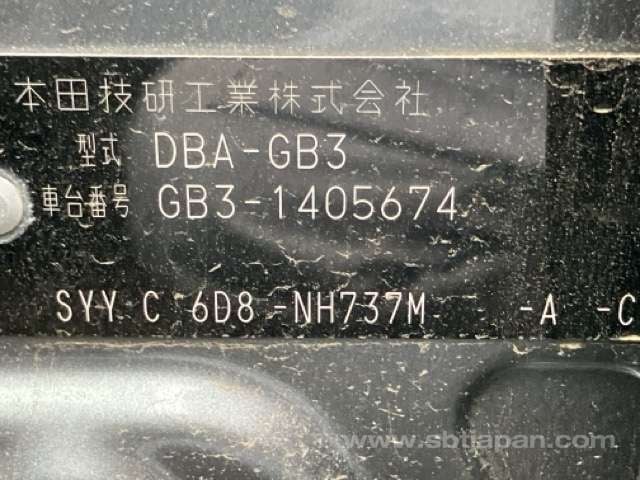 本田技研工業株式会社
型式 DBA-GB3
車台番号 GB3-1405674
SYY C 6D8 -NH737M -A -C
www.sbtjapan.com